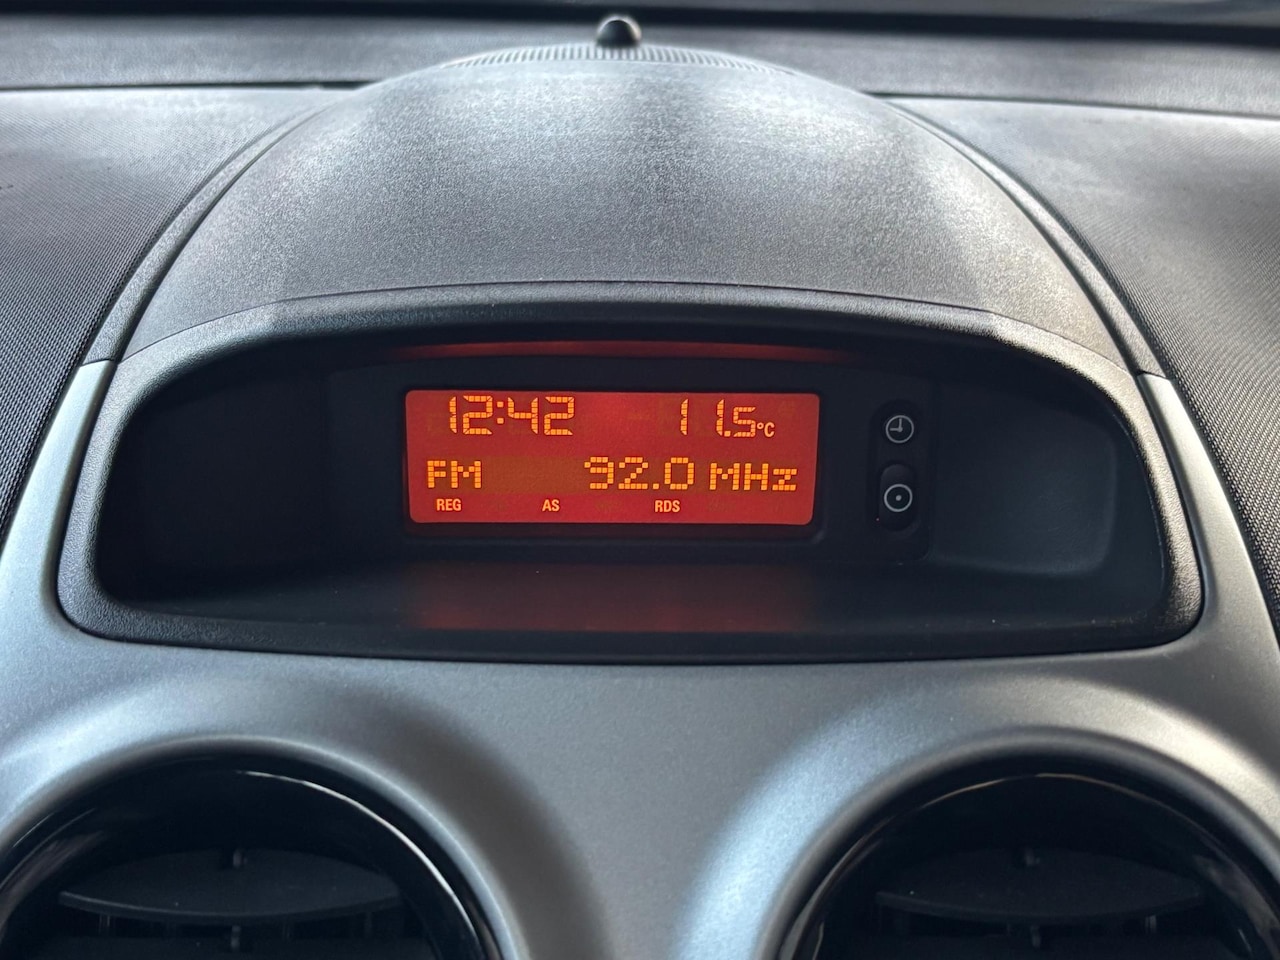 12:42 11.5°C
FM 92.0 MHz
REG AS RDS